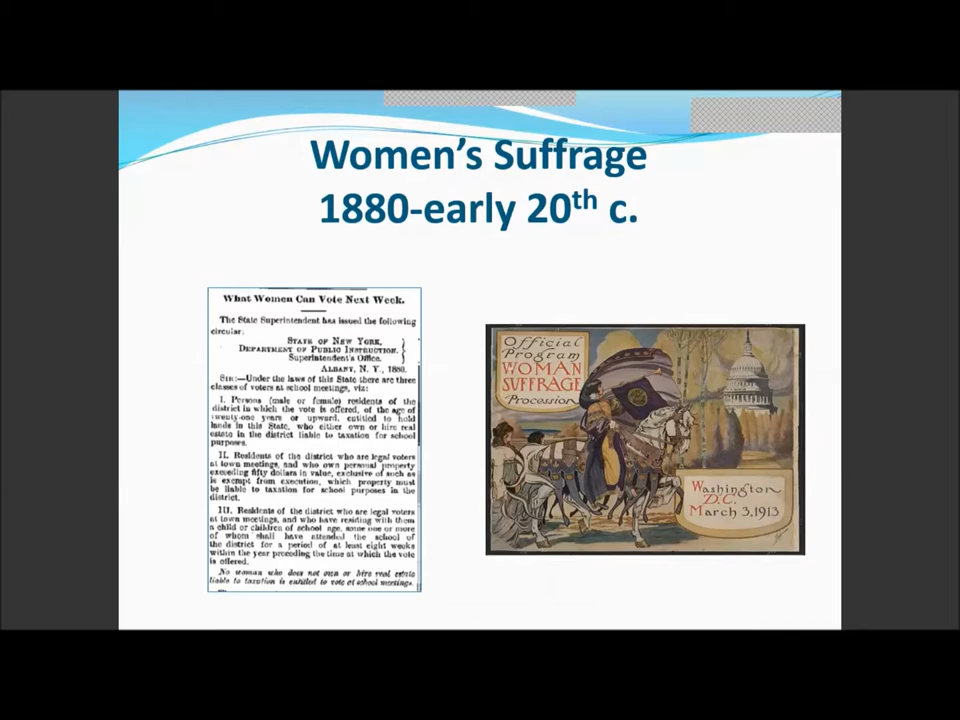 Women's Suffrage
1880-early 20th c.
What Women Can Vote Next Week.
The State Superintendent has issued the following
circular:
STATE OF NEW YORK,
DEPARTMENT OF PUBLIC INSTRUCTION.
Superintendent's Office.
ALBANY, N. Y., 1880.
SIR:—Under the laws of this State there are three
classes of voters at school meetings, viz:
I. Persons (male or female) residents of the
district in which the vote is offered, of the age of
twenty-one years or upward, entitled to hold
lands in this State, who either own or hire real
estate in the district liable to taxation for school
purposes.
II. Residents of the district who are legal voters
at town meetings, and who own personal property
exceeding fifty dollars in value, exclusive of such as
is exempt from execution, which property must
be liable to taxation for school purposes in the
district.
III. Residents of the district who are legal voters
at town meetings, and who have residing with them
a child or children of school age, some one or more
of whom shall have attended the school of
the district for a period of at least eight weeks
within the year preceding the time at which the vote
is offered.
No woman who does not own or hire real estate
liable to taxation is entitled to vote at school meetings.
Official
Program
WOMAN
SUFFRAGE
Procession
Washington
D.C.
March 3, 1913